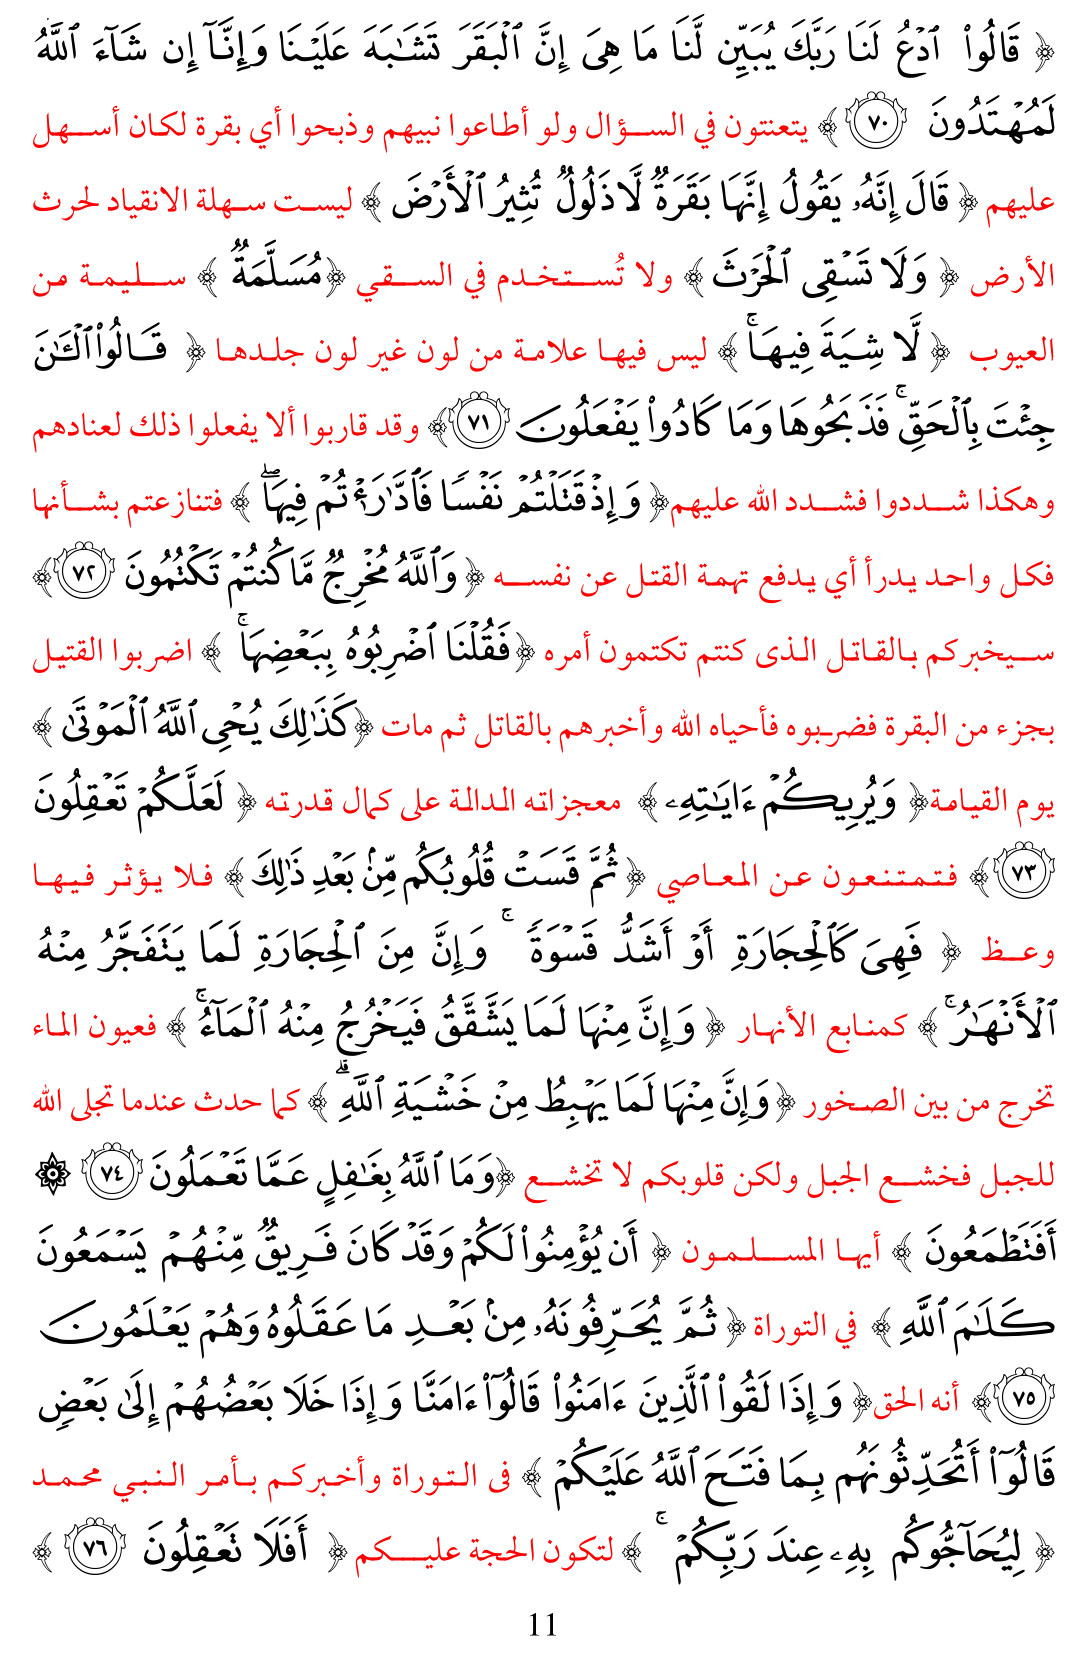 ﴿ قَالُوا۟ ٱدْعُ لَنَا رَبَّكَ يُبَيِّن لَّنَا مَا هِىَ إِنَّ ٱلْبَقَرَ تَشَـٰبَهَ عَلَيْنَا وَإِنَّآ إِن شَآءَ ٱللَّهُ
لَمُهْتَدُونَ ٧٠ ﴾ يتعنتون في السؤال ولو أطاعوا نبيهم وذبحوا أي بقرة لكان أسهل
عليهم ﴿ قَالَ إِنَّهُۥ يَقُولُ إِنَّهَا بَقَرَةٌ لَّا ذَلُولٌ تُثِيرُ ٱلْأَرْضَ ﴾ ليست سهلة الانقياد لحرث
الأرض ﴿ وَلَا تَسْقِى ٱلْحَرْثَ ﴾ ولا تُستخدم في السقي ﴿ مُسَلَّمَةٌ ﴾ سليمة من
العيوب ﴿ لَّا شِيَةَ فِيهَا ۚ ﴾ ليس فيها علامة من لون غير لون جلدها ﴿ قَالُوا۟ ٱلْـَٔـٰنَ
جِئْتَ بِٱلْحَقِّ ۚ فَذَبَحُوهَا وَمَا كَادُوا۟ يَفْعَلُونَ ٧١ ﴾ وقد قاربوا ألا يفعلوا ذلك لعنادهم
وهكذا شددوا فشدد الله عليهم ﴿ وَإِذْ قَتَلْتُمْ نَفْسًا فَٱدَّٰرَْٰٔتُمْ فِيهَا ۖ ﴾ فتنازعتم بشأنها
فكل واحد يدرأ أي يدفع تهمة القتل عن نفسه ﴿ وَٱللَّهُ مُخْرِجٌ مَّا كُنتُمْ تَكْتُمُونَ ٧٢ ﴾
سيخبركم بالقاتل الذى كنتم تكتمون أمره ﴿ فَقُلْنَا ٱضْرِبُوهُ بِبَعْضِهَا ۚ ﴾ اضربوا القتيل
بجزء من البقرة فضربوه فأحياه الله وأخبرهم بالقاتل ثم مات ﴿ كَذَٰلِكَ يُحْىِ ٱللَّهُ ٱلْمَوْتَىٰ ﴾
يوم القيامة ﴿ وَيُرِيكُمْ ءَايَـٰتِهِۦ ﴾ معجزاته الدالة على كمال قدرته ﴿ لَعَلَّكُمْ تَعْقِلُونَ
٧٣ ﴾ فتمتنعون عن المعاصي ﴿ ثُمَّ قَسَتْ قُلُوبُكُم مِّنۢ بَعْدِ ذَٰلِكَ ﴾ فلا يؤثر فيها
وعظ ﴿ فَهِىَ كَٱلْحِجَارَةِ أَوْ أَشَدُّ قَسْوَةً ۚ وَإِنَّ مِنَ ٱلْحِجَارَةِ لَمَا يَتَفَجَّرُ مِنْهُ
ٱلْأَنْهَـٰرُ ۚ ﴾ كمنابع الأنهار ﴿ وَإِنَّ مِنْهَا لَمَا يَشَّقَّقُ فَيَخْرُجُ مِنْهُ ٱلْمَآءُ ۚ ﴾ فعيون الماء
تخرج من بين الصخور ﴿ وَإِنَّ مِنْهَا لَمَا يَهْبِطُ مِنْ خَشْيَةِ ٱللَّهِ ۗ ﴾ كما حدث عندما تجلى الله
للجبل فخشع الجبل ولكن قلوبكم لا تخشع ﴿ وَمَا ٱللَّهُ بِغَـٰفِلٍ عَمَّا تَعْمَلُونَ ٧٤ ۞
أَفَتَطْمَعُونَ ﴾ أيها المسلمون ﴿ أَن يُؤْمِنُوا۟ لَكُمْ وَقَدْ كَانَ فَرِيقٌ مِّنْهُمْ يَسْمَعُونَ
كَلَـٰمَ ٱللَّهِ ﴾ في التوراة ﴿ ثُمَّ يُحَرِّفُونَهُۥ مِنۢ بَعْدِ مَا عَقَلُوهُ وَهُمْ يَعْلَمُونَ
٧٥ ﴾ أنه الحق ﴿ وَإِذَا لَقُوا۟ ٱلَّذِينَ ءَامَنُوا۟ قَالُوٓا۟ ءَامَنَّا وَإِذَا خَلَا بَعْضُهُمْ إِلَىٰ بَعْضٍ
قَالُوٓا۟ أَتُحَدِّثُونَهُم بِمَا فَتَحَ ٱللَّهُ عَلَيْكُمْ ﴾ فى التوراة وأخبركم بأمر النبي محمد
﴿ لِيُحَآجُّوكُم بِهِۦ عِندَ رَبِّكُمْ ۚ ﴾ لتكون الحجة عليكم ﴿ أَفَلَا تَعْقِلُونَ ٧٦ ﴾
11